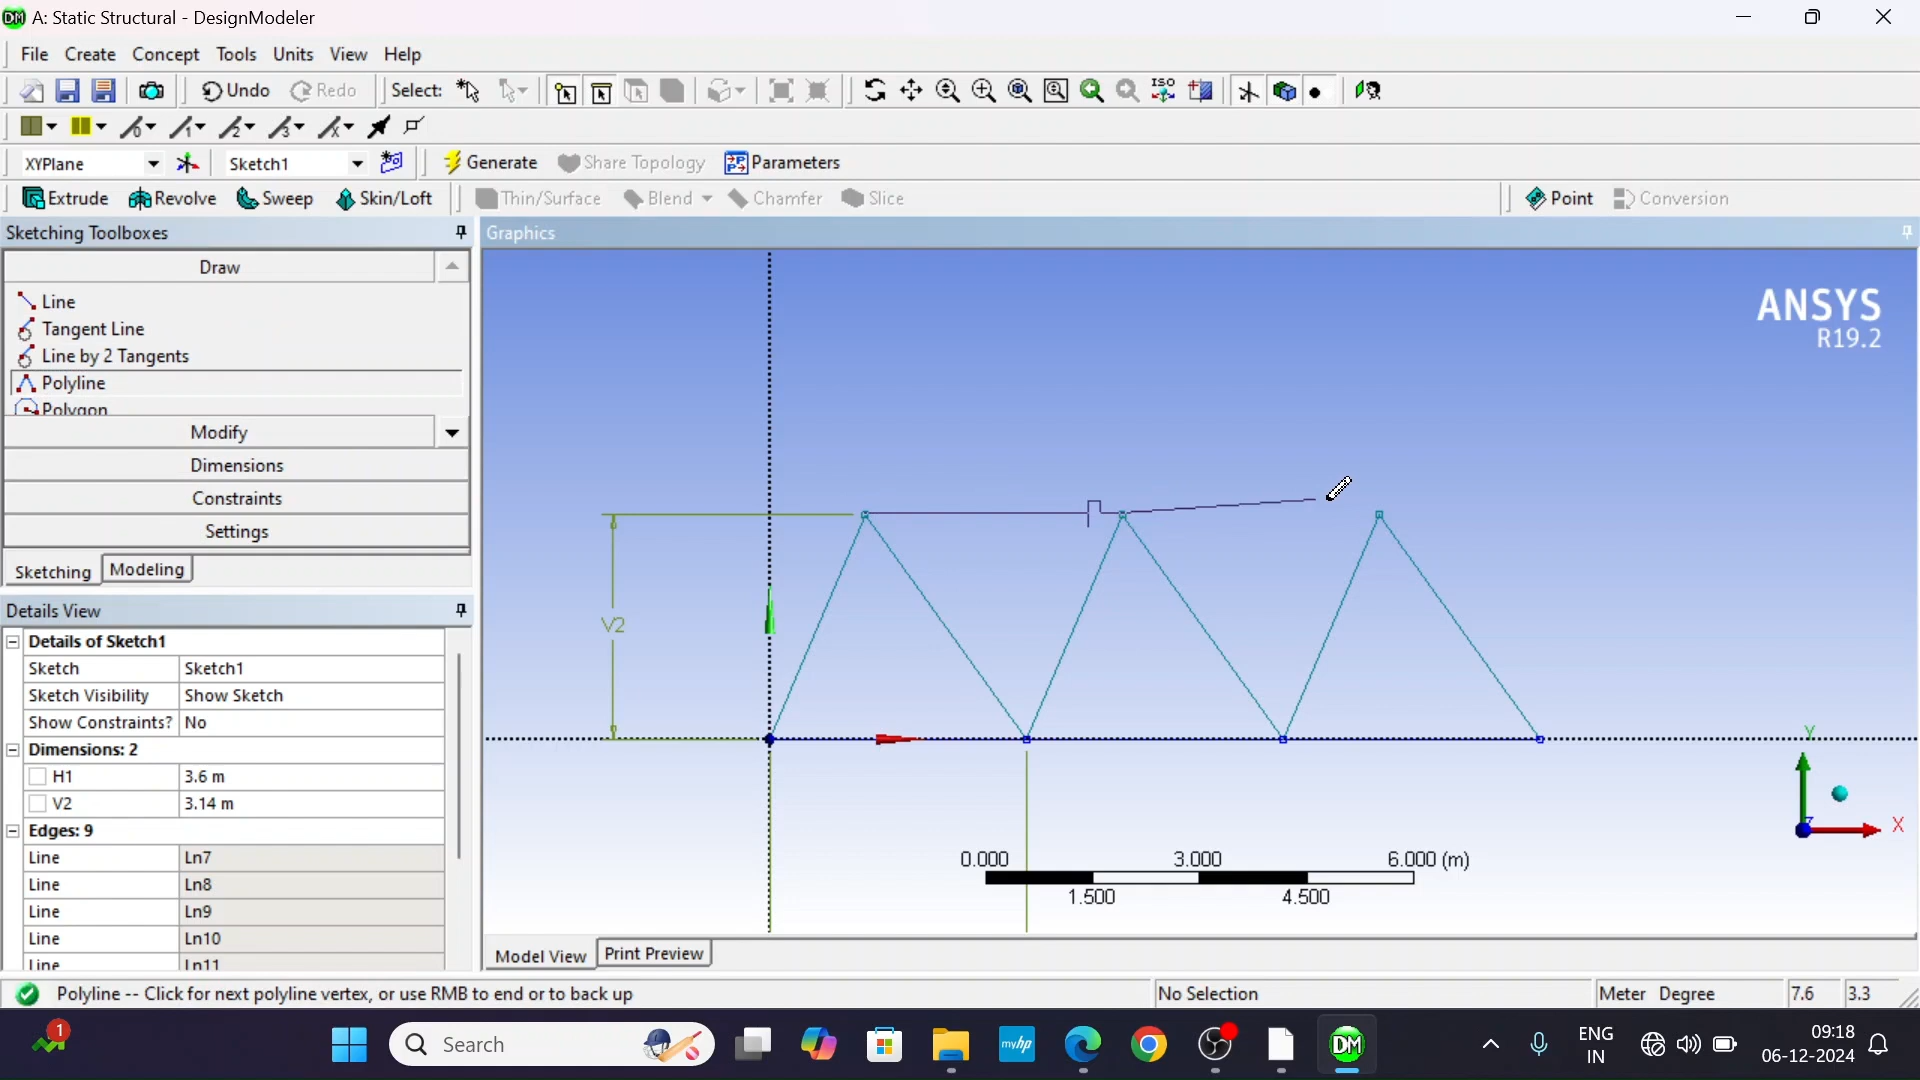 DM A: Static Structural - DesignModeler
File Create Concept Tools Units View Help
Undo Redo Select: ISO
XYPlane Sketch1 Generate Share Topology Parameters
Extrude Revolve Sweep Skin/Loft Thin/Surface Blend Chamfer Slice Point Conversion
Sketching Toolboxes
Draw
Line
Tangent Line
Line by 2 Tangents
Polyline
Polygon
Modify
Dimensions
Constraints
Settings
Sketching Modeling
Details View
Details of Sketch1
Sketch Sketch1
Sketch Visibility Show Sketch
Show Constraints? No
Dimensions: 2
H1 3.6 m
V2 3.14 m
Edges: 9
Line Ln7
Line Ln8
Line Ln9
Line Ln10
Line Ln11
Graphics
ANSYS
R19.2
V2
Y
X
Z
0.000 3.000 6.000 (m)
1.500 4.500
Model View Print Preview
Polyline -- Click for next polyline vertex, or use RMB to end or to back up No Selection Meter Degree 7.6 3.3
1 Search myhp DM ENG
IN
09:18
06-12-2024